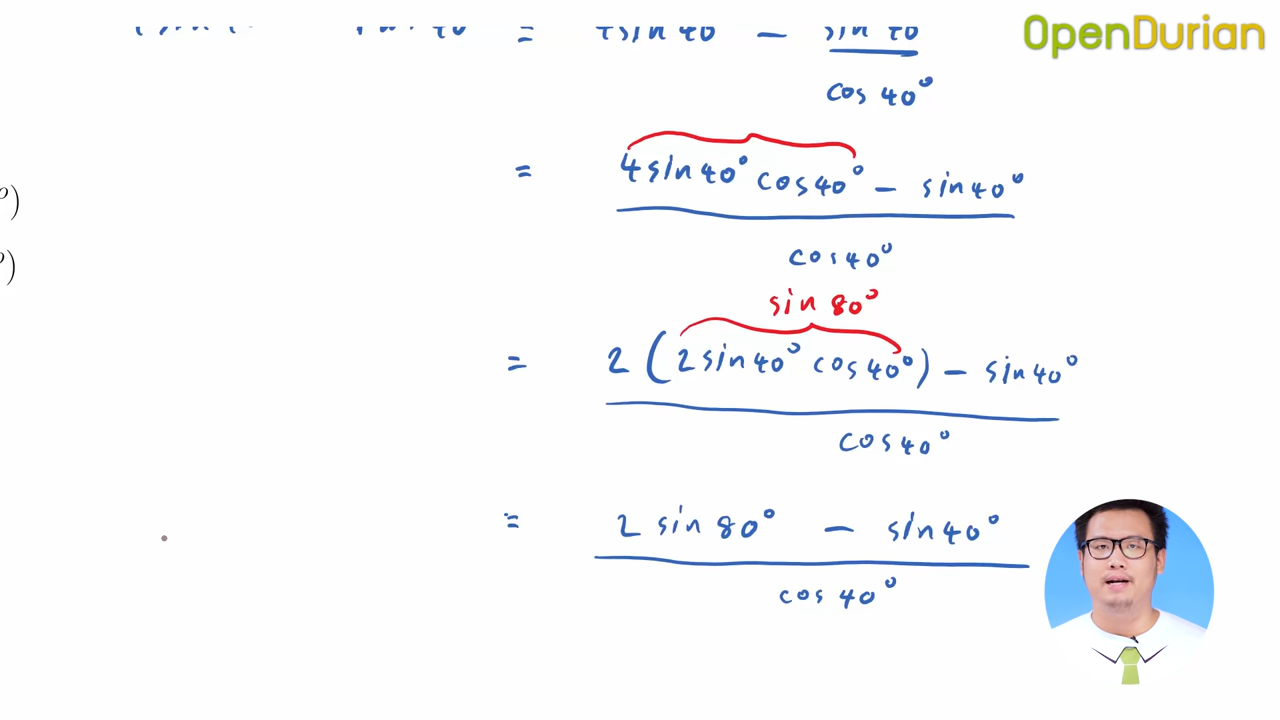 OpenDurian
= 4sin 40 − sin 40
cos 40°
= 4sin40° cos40° − sin40°
cos40°
°)
°)
sin 80°
= 2 (2sin40° cos40°) − sin40°
cos40°
= 2 sin 80° − sin40°
cos 40°